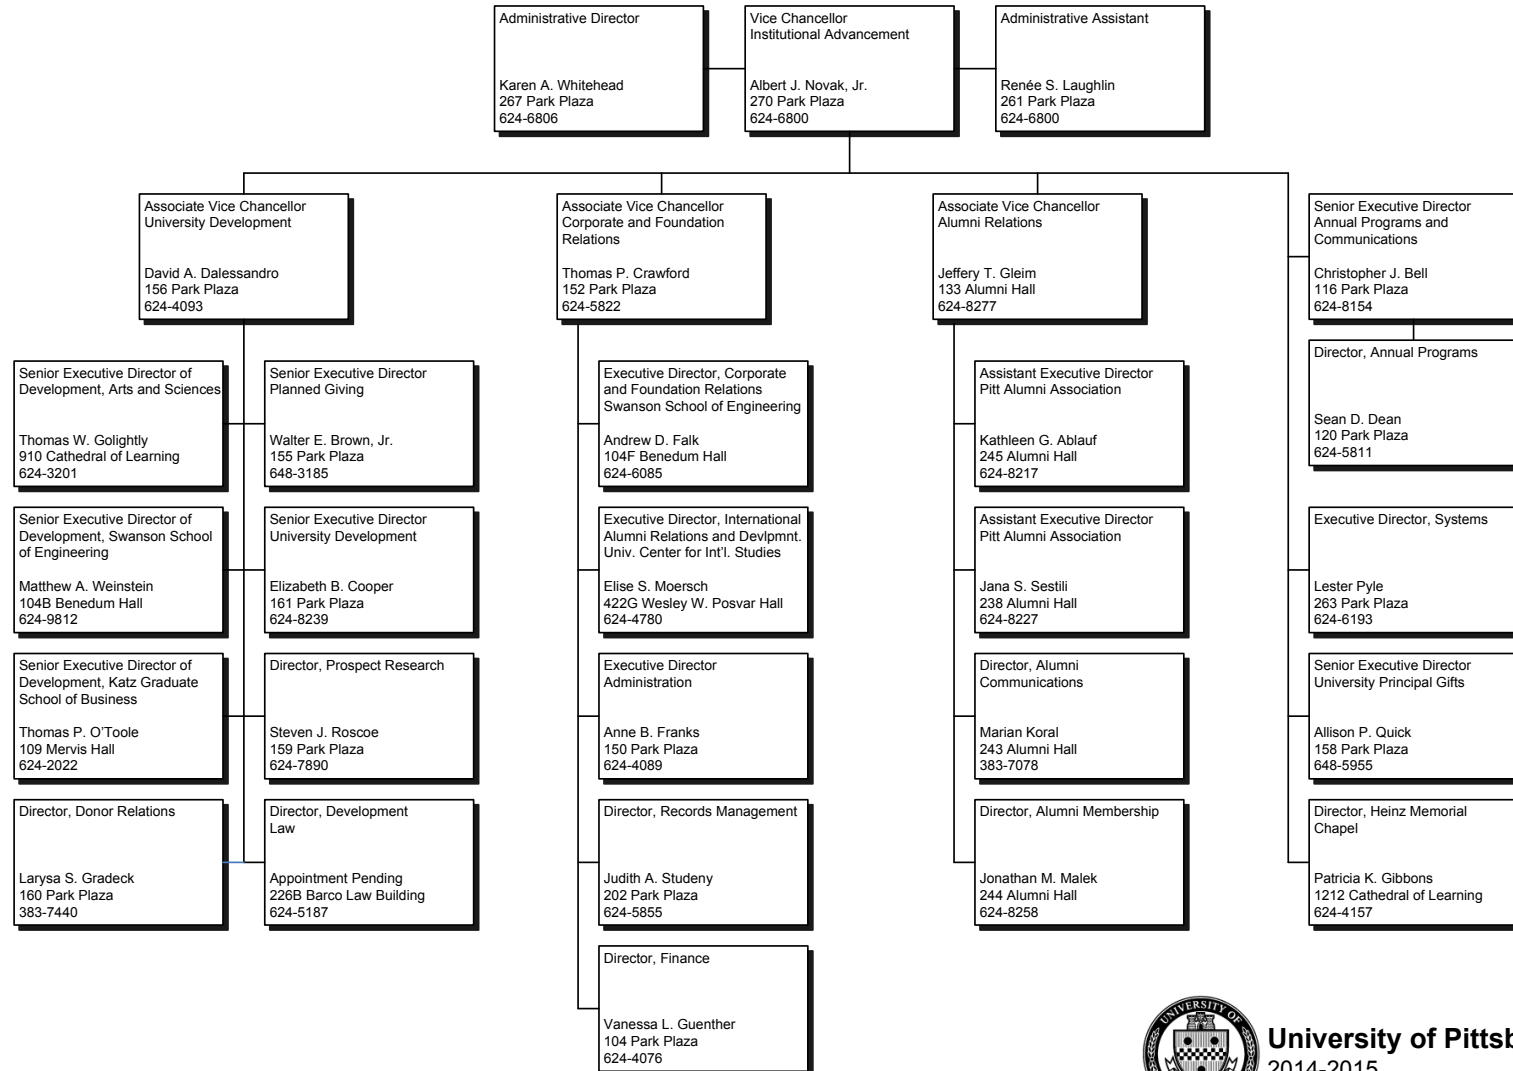 Administrative Director
Karen A. Whitehead
267 Park Plaza
624-6806
Vice Chancellor
Institutional Advancement
Albert J. Novak, Jr.
270 Park Plaza
624-6800
Administrative Assistant
Renée S. Laughlin
261 Park Plaza
624-6800
Associate Vice Chancellor
University Development
David A. Dalessandro
156 Park Plaza
624-4093
Associate Vice Chancellor
Corporate and Foundation
Relations
Thomas P. Crawford
152 Park Plaza
624-5822
Associate Vice Chancellor
Alumni Relations
Jeffery T. Gleim
133 Alumni Hall
624-8277
Senior Executive Director
Annual Programs and
Communications
Christopher J. Bell
116 Park Plaza
624-8154
Senior Executive Director of
Development, Arts and Sciences
Thomas W. Golightly
910 Cathedral of Learning
624-3201
Senior Executive Director
Planned Giving
Walter E. Brown, Jr.
155 Park Plaza
648-3185
Executive Director, Corporate
and Foundation Relations
Swanson School of Engineering
Andrew D. Falk
104F Benedum Hall
624-6085
Assistant Executive Director
Pitt Alumni Association
Kathleen G. Ablauf
245 Alumni Hall
624-8217
Director, Annual Programs
Sean D. Dean
120 Park Plaza
624-5811
Senior Executive Director of
Development, Swanson School
of Engineering
Matthew A. Weinstein
104B Benedum Hall
624-9812
Senior Executive Director
University Development
Elizabeth B. Cooper
161 Park Plaza
624-8239
Executive Director, International
Alumni Relations and Devlpmnt.
Univ. Center for Int'l. Studies
Elise S. Moersch
422G Wesley W. Posvar Hall
624-4780
Assistant Executive Director
Pitt Alumni Association
Jana S. Sestili
238 Alumni Hall
624-8227
Executive Director, Systems
Lester Pyle
263 Park Plaza
624-6193
Senior Executive Director of
Development, Katz Graduate
School of Business
Thomas P. O'Toole
109 Mervis Hall
624-2022
Director, Prospect Research
Steven J. Roscoe
159 Park Plaza
624-7890
Executive Director
Administration
Anne B. Franks
150 Park Plaza
624-4089
Director, Alumni
Communications
Marian Koral
243 Alumni Hall
383-7078
Senior Executive Director
University Principal Gifts
Allison P. Quick
158 Park Plaza
648-5955
Director, Donor Relations
Larysa S. Gradeck
160 Park Plaza
383-7440
Director, Development
Law
Appointment Pending
226B Barco Law Building
624-5187
Director, Records Management
Judith A. Studeny
202 Park Plaza
624-5855
Director, Alumni Membership
Jonathan M. Malek
244 Alumni Hall
624-8258
Director, Heinz Memorial
Chapel
Patricia K. Gibbons
1212 Cathedral of Learning
624-4157
Director, Finance
Vanessa L. Guenther
104 Park Plaza
624-4076
UNIVERSITY OF
University of Pittsb
2014-2015